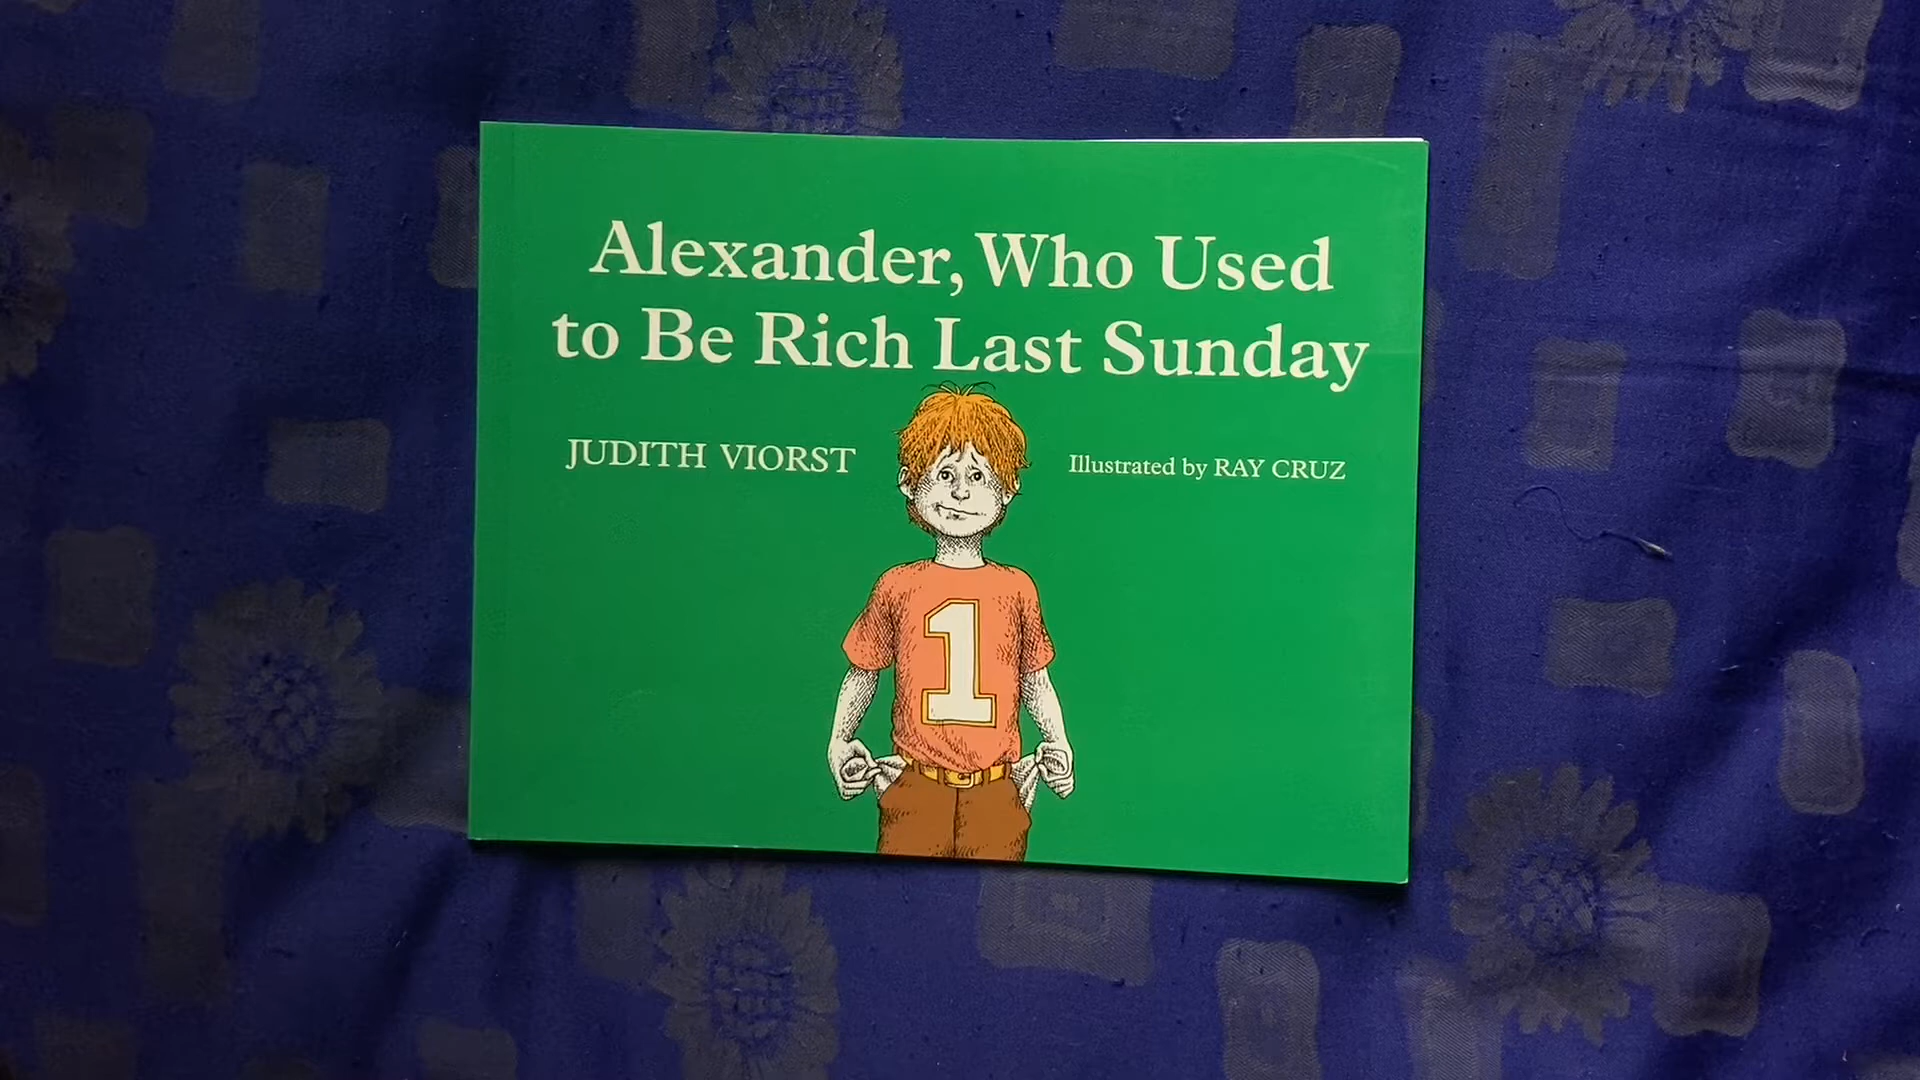 Alexander, Who Used
to Be Rich Last Sunday
JUDITH VIORST
Illustrated by RAY CRUZ
1